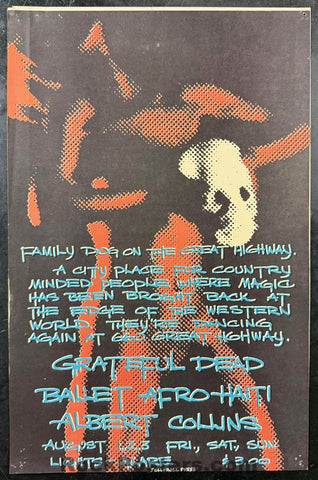 FAMILY DOG ON THE GREAT HIGHWAY.
A CITY PLACE FOR COUNTRY
MINDED PEOPLE WHERE MAGIC
HAS BEEN BROUGHT BACK AT
THE EDGE OF THE WESTERN
WORLD. THEY'RE DANCING
AGAIN AT 660 GREAT HIGHWAY.
GRATEFUL DEAD
BALLET AFRO-HAITI
ALBERT COLLINS
AUGUST 1,2,3 FRI., SAT., SUN
LIGHTS $3.00